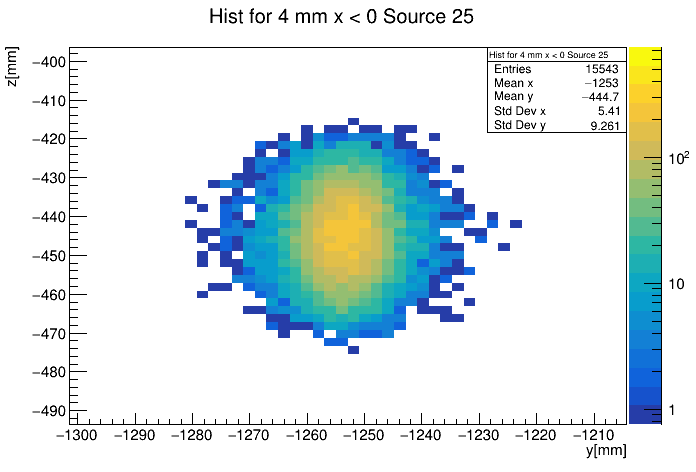 Hist for 4 mm x < 0 Source 25
z[mm]
Hist for 4 mm x < 0 Source 25
Entries 15543
Mean x −1253
Mean y −444.7
Std Dev x 5.41
Std Dev y 9.261
−400
−410
−420
−430
−440
−450
−460
−470
−480
−490
10²
10
1
−1300 −1290 −1280 −1270 −1260 −1250 −1240 −1230 −1220 −1210
y[mm]